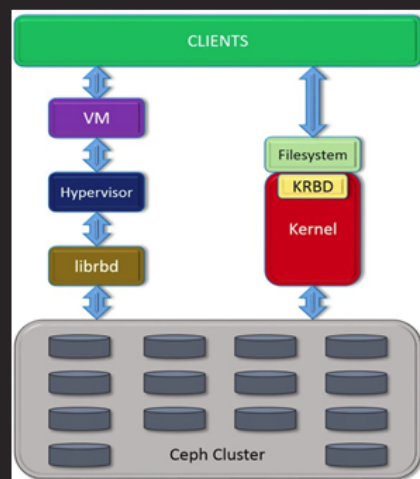 CLIENTS
VM
Hypervisor
librbd
Filesystem
KRBD
Kernel
Ceph Cluster